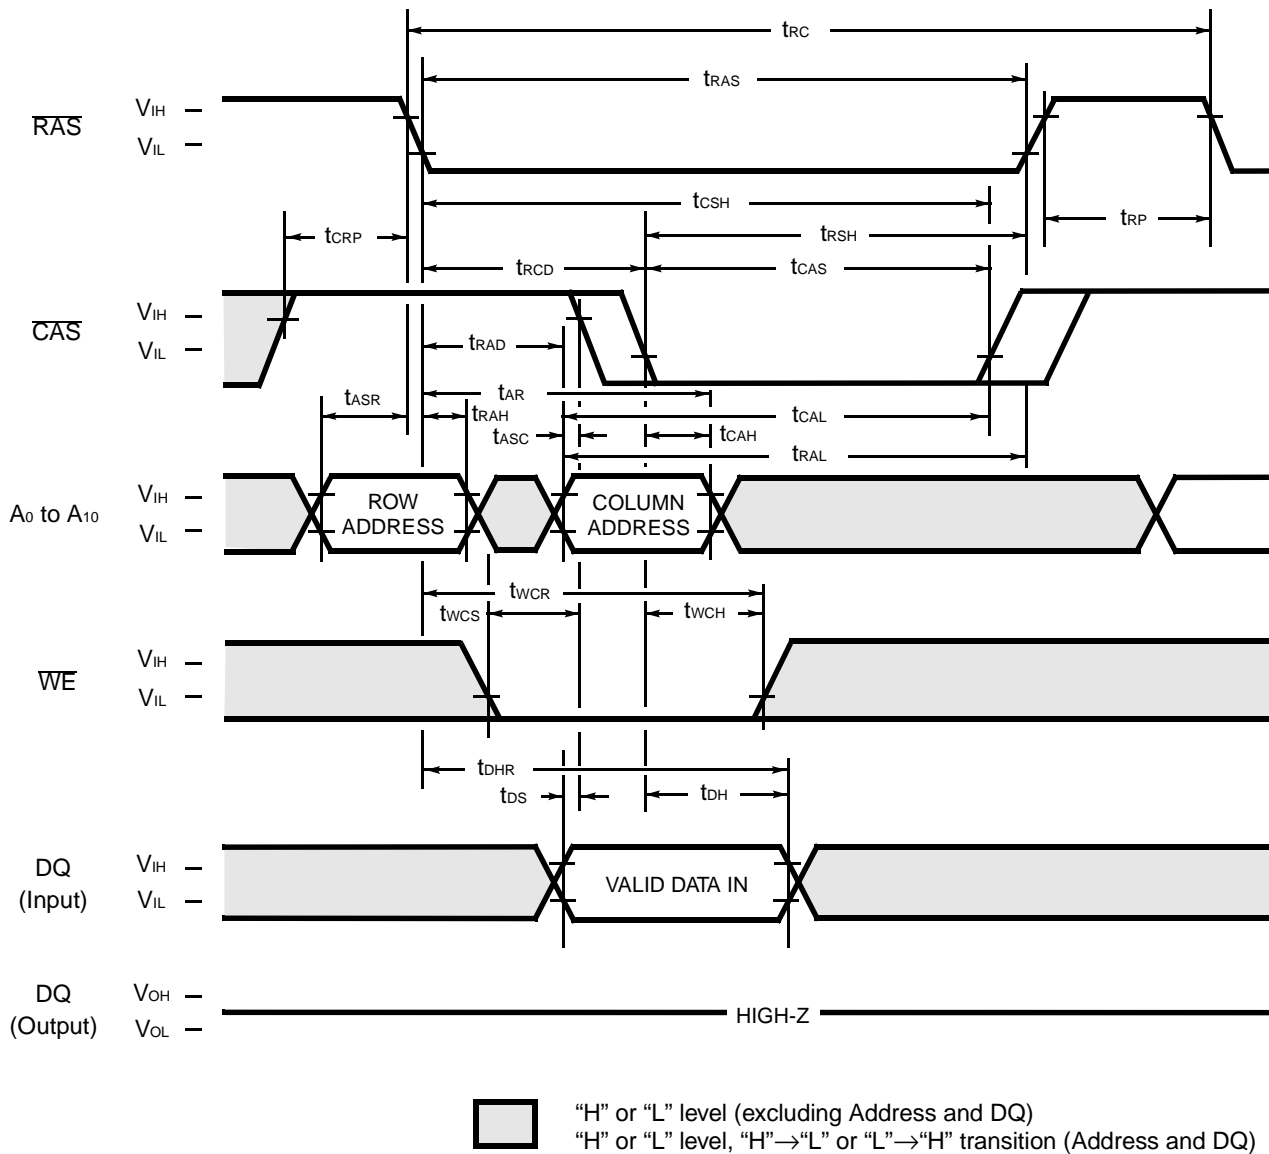 tRC
tRAS
RAS
VIH
VIL
tCSH
tCRP
tRSH
tRP
tRCD
tCAS
CAS
VIH
VIL
tRAD
tASR
tAR
tRAH
tCAL
tASC
tCAH
tRAL
A0 to A10
VIH
VIL
ROW
ADDRESS
COLUMN
ADDRESS
tWCR
tWCS
tWCH
WE
VIH
VIL
tDHR
tDS
tDH
DQ
(Input)
VIH
VIL
VALID DATA IN
DQ
(Output)
VOH
VOL
HIGH-Z
“H” or “L” level (excluding Address and DQ)
“H” or “L” level, “H”→“L” or “L”→“H” transition (Address and DQ)